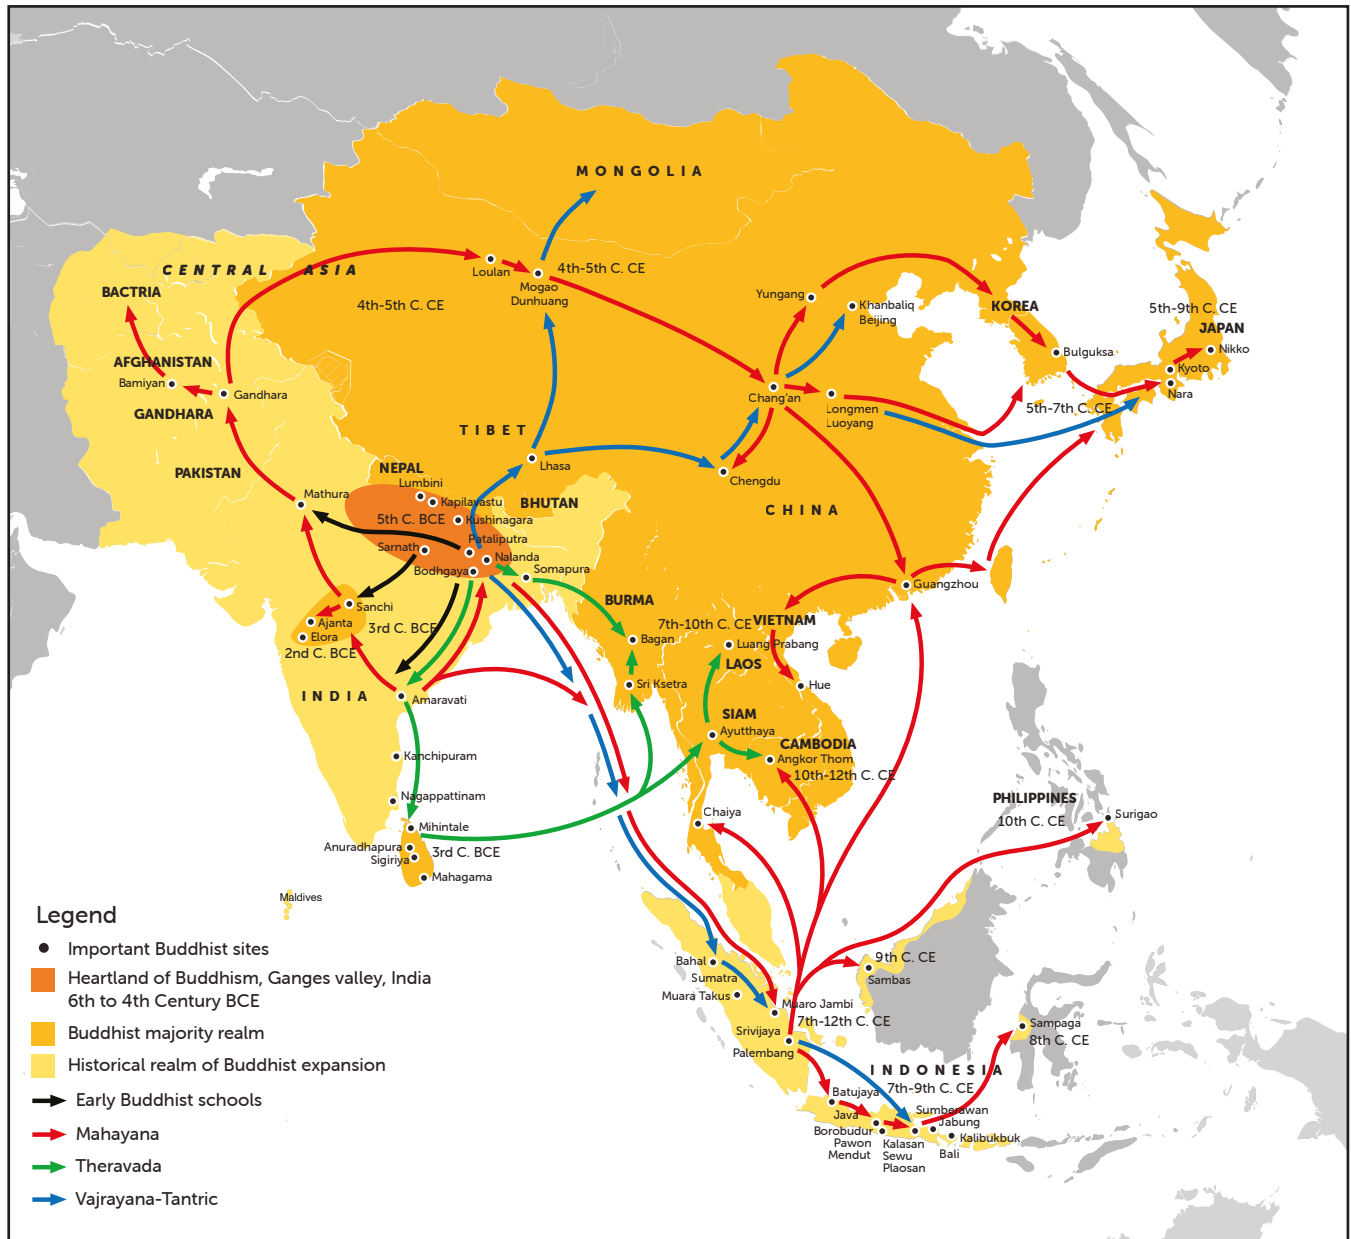 MONGOLIA
CENTRAL ASIA
Loulan
4th-5th C. CE
Mogao
Dunhuang
BACTRIA
4th-5th C. CE
Yungang
Khanbaliq
Beijing
KOREA
5th-9th C. CE
JAPAN
Nikko
Bulguksa
Kyoto
Nara
AFGHANISTAN
Bamiyan
Gandhara
GANDHARA
Chang'an
Longmen
Luoyang
5th-7th C. CE
TIBET
Lhasa
Chengdu
PAKISTAN
NEPAL
Lumbini
Mathura
Kapilavastu
BHUTAN
5th C. BCE
Kushinagara
CHINA
Pataliputra
Sarnath
Nalanda
Bodhgaya
Somapura
Guangzhou
Sanchi
BURMA
Ajanta
3rd C. BCE
7th-10th C. CE
VIETNAM
Elora
Bagan
Luang Prabang
2nd C. BCE
LAOS
INDIA
Amaravati
Sri Ksetra
Hue
SIAM
Ayutthaya
CAMBODIA
Kanchipuram
Angkor Thom
10th-12th C. CE
Nagappattinam
PHILIPPINES
10th C. CE
Surigao
Chaiya
Mihintale
Anuradhapura
3rd C. BCE
Sigiriya
Mahagama
Maldives
Legend
Important Buddhist sites
Heartland of Buddhism, Ganges valley, India
6th to 4th Century BCE
Buddhist majority realm
Historical realm of Buddhist expansion
Early Buddhist schools
Mahayana
Theravada
Vajrayana-Tantric
Bahal
Sumatra
Muara Takus
Muaro Jambi
7th-12th C. CE
Srivijaya
Palembang
9th C. CE
Sambas
Sampaga
8th C. CE
INDONESIA
7th-9th C. CE
Batujaya
Java
Sumberawan
Jabung
Borobudur
Pawon
Mendut
Kalasan
Sewu
Plaosan
Kalibukbuk
Bali